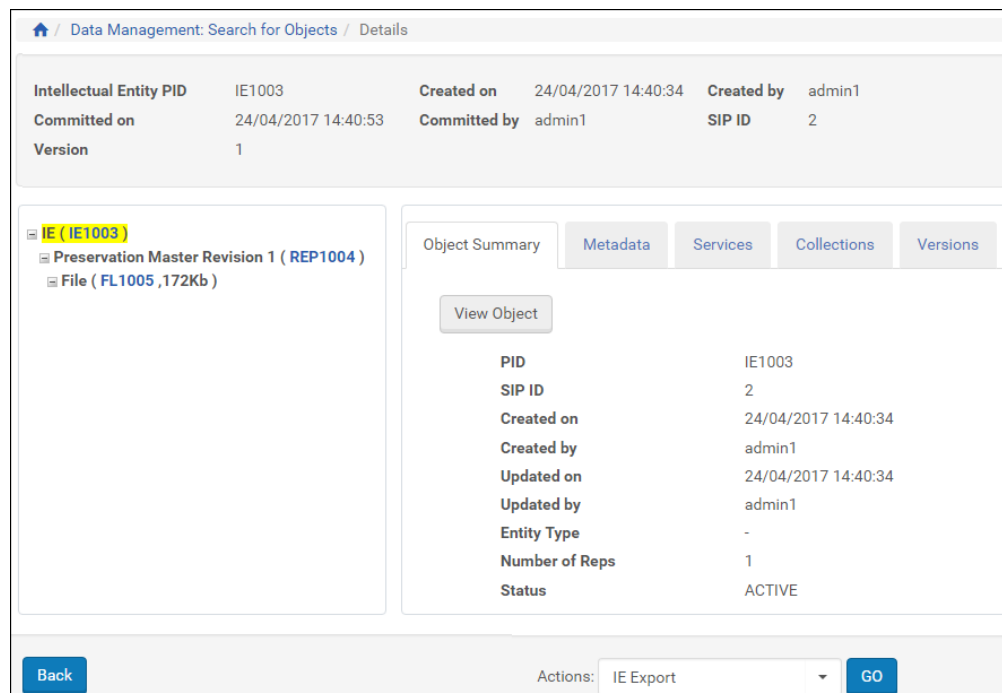 / Data Management: Search for Objects / Details
Intellectual Entity PID IE1003 Created on 24/04/2017 14:40:34 Created by admin1
Committed on 24/04/2017 14:40:53 Committed by admin1 SIP ID 2
Version 1
IE ( IE1003 )
Preservation Master Revision 1 ( REP1004 )
File ( FL1005 ,172Kb )
Object Summary Metadata Services Collections Versions
View Object
PID IE1003
SIP ID 2
Created on 24/04/2017 14:40:34
Created by admin1
Updated on 24/04/2017 14:40:34
Updated by admin1
Entity Type -
Number of Reps 1
Status ACTIVE
Back Actions: IE Export GO